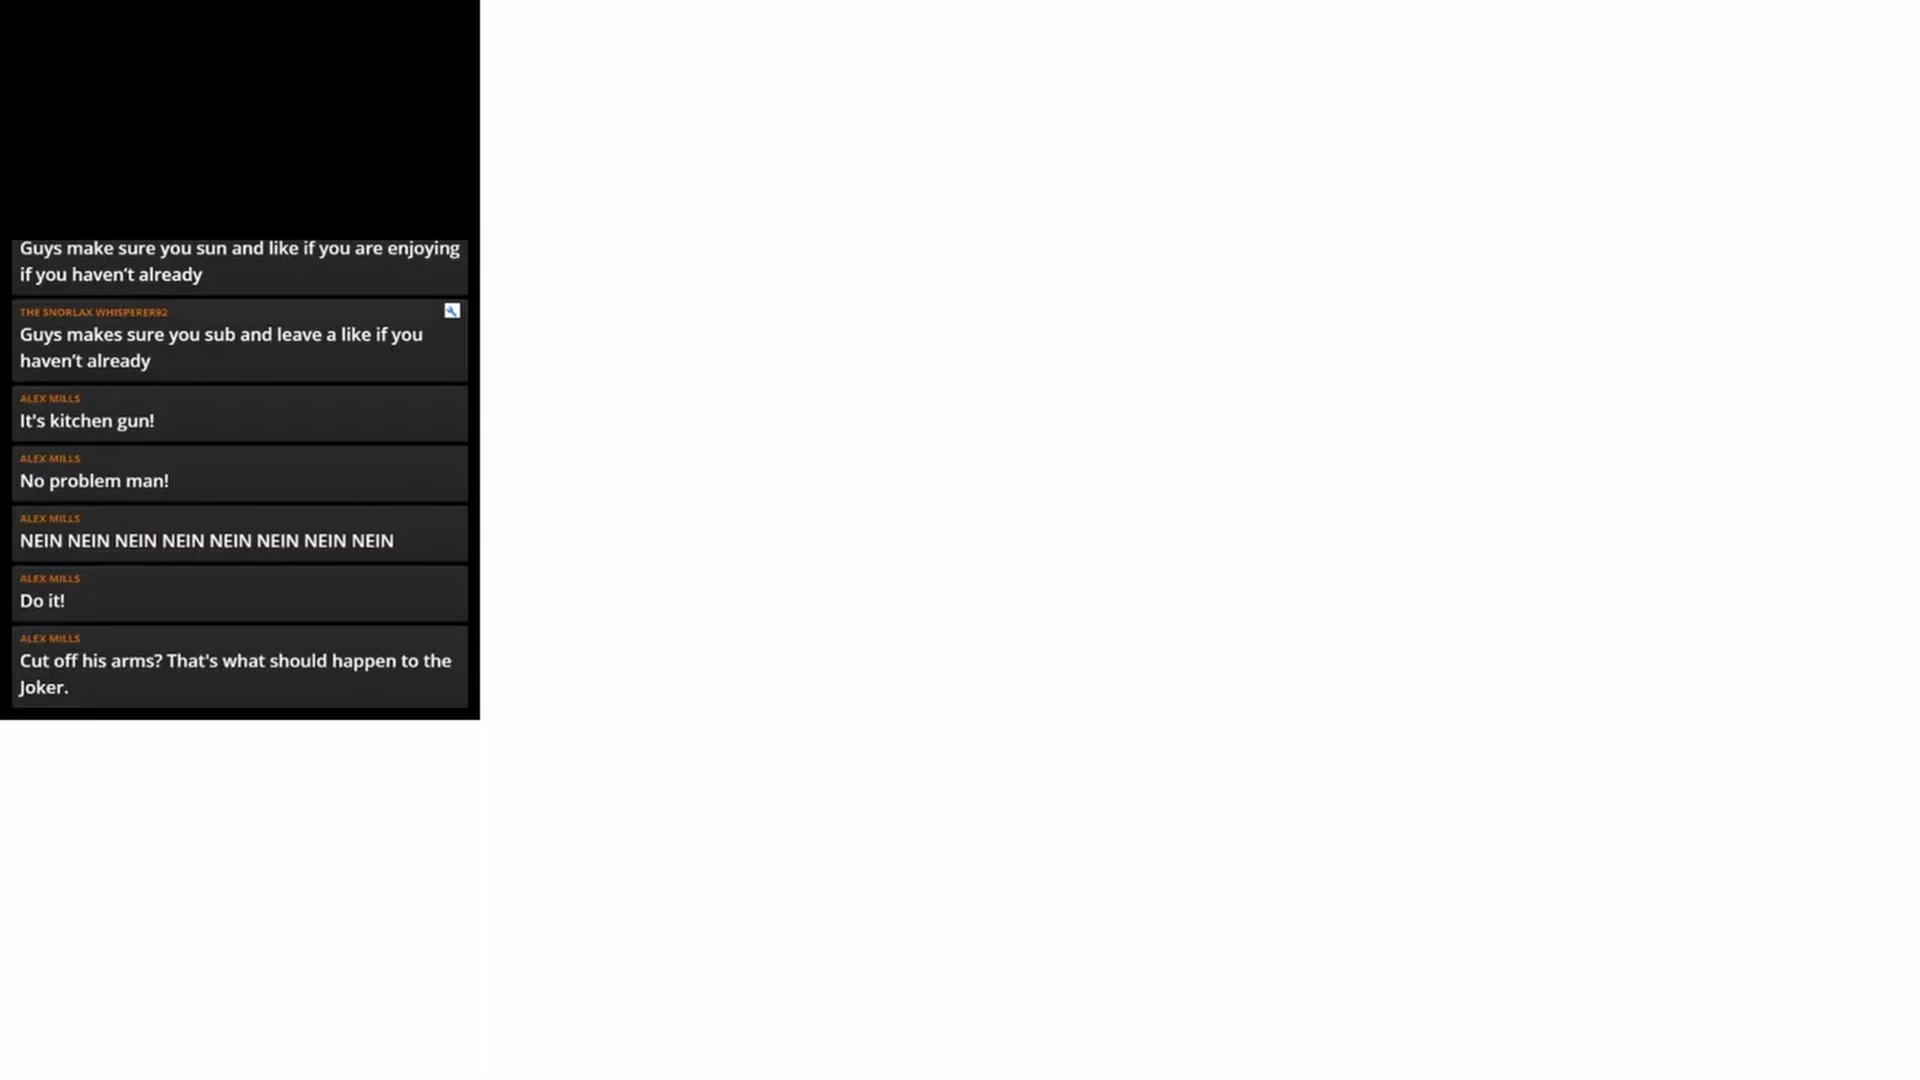 Guys make sure you sun and like if you are enjoying
if you haven't already
THE SNORLAX WHISPERER92
Guys makes sure you sub and leave a like if you
haven't already
ALEX MILLS
It's kitchen gun!
ALEX MILLS
No problem man!
ALEX MILLS
NEIN NEIN NEIN NEIN NEIN NEIN NEIN NEIN
ALEX MILLS
Do it!
ALEX MILLS
Cut off his arms? That's what should happen to the
Joker.